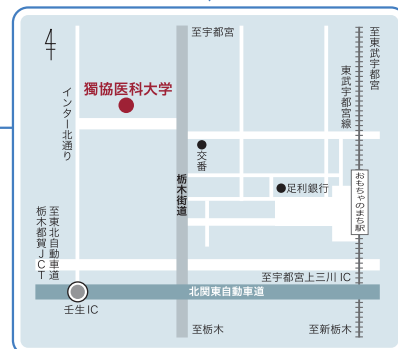 至宇都宮
至東武宇都宮
東武宇都宮線
獨協医科大学
インター北通り
交番
栃木街道
足利銀行
おもちゃのまち駅
至東北自動車道
栃木都賀JCT
至宇都宮上三川 IC
北関東自動車道
壬生 IC
至栃木
至新栃木